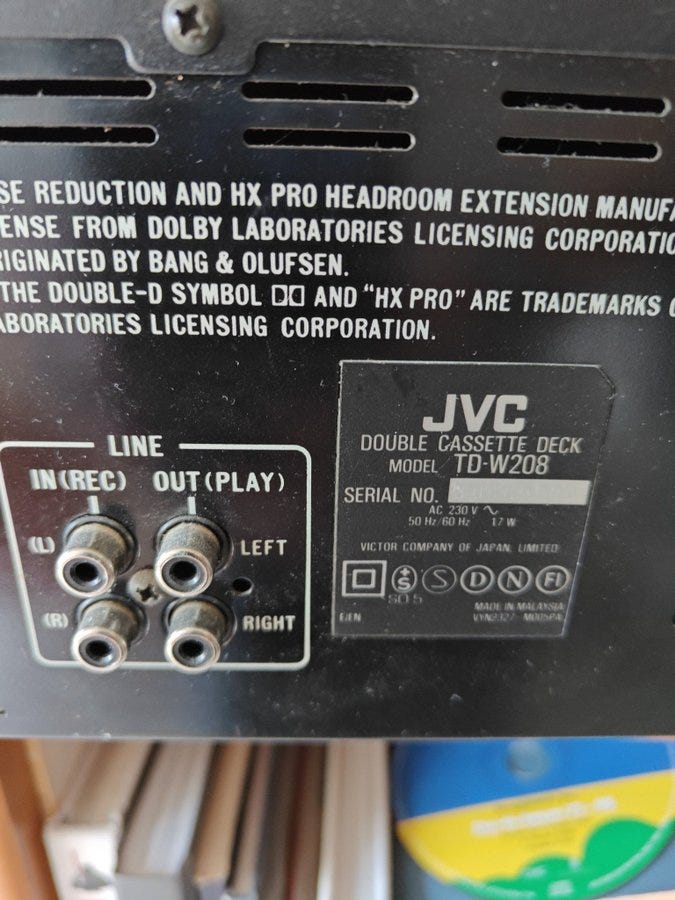 SE REDUCTION AND HX PRO HEADROOM EXTENSION MANUFA
ENSE FROM DOLBY LABORATORIES LICENSING CORPORATIO
RIGINATED BY BANG & OLUFSEN.
THE DOUBLE-D SYMBOL AND "HX PRO" ARE TRADEMARKS O
ABORATORIES LICENSING CORPORATION.
LINE
IN(REC) OUT(PLAY)
(L) LEFT
(R) RIGHT
JVC
DOUBLE CASSETTE DECK
MODEL TD-W208
SERIAL NO.
AC 230 V ~
50 Hz/60 Hz 17 W
VICTOR COMPANY OF JAPAN, LIMITED
S S D N FI
MADE IN MALAYSIA
E/EN